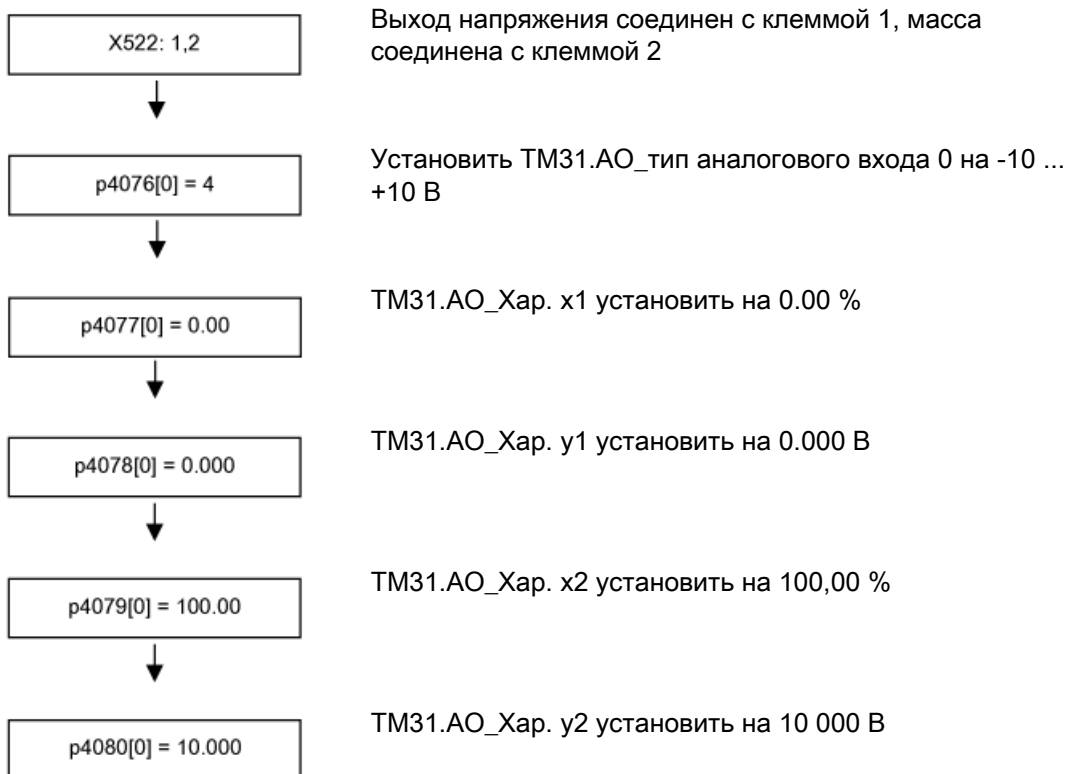 X522: 1,2
Выход напряжения соединен с клеммой 1, масса
соединена с клеммой 2
p4076[0] = 4
Установить TM31.AO_тип аналогового входа 0 на -10 ...
+10 В
p4077[0] = 0.00
TM31.AO_Хар. x1 установить на 0.00 %
p4078[0] = 0.000
TM31.AO_Хар. y1 установить на 0.000 В
p4079[0] = 100.00
TM31.AO_Хар. x2 установить на 100,00 %
p4080[0] = 10.000
TM31.AO_Хар. y2 установить на 10 000 В